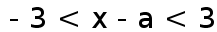 - 3 < x - a < 3